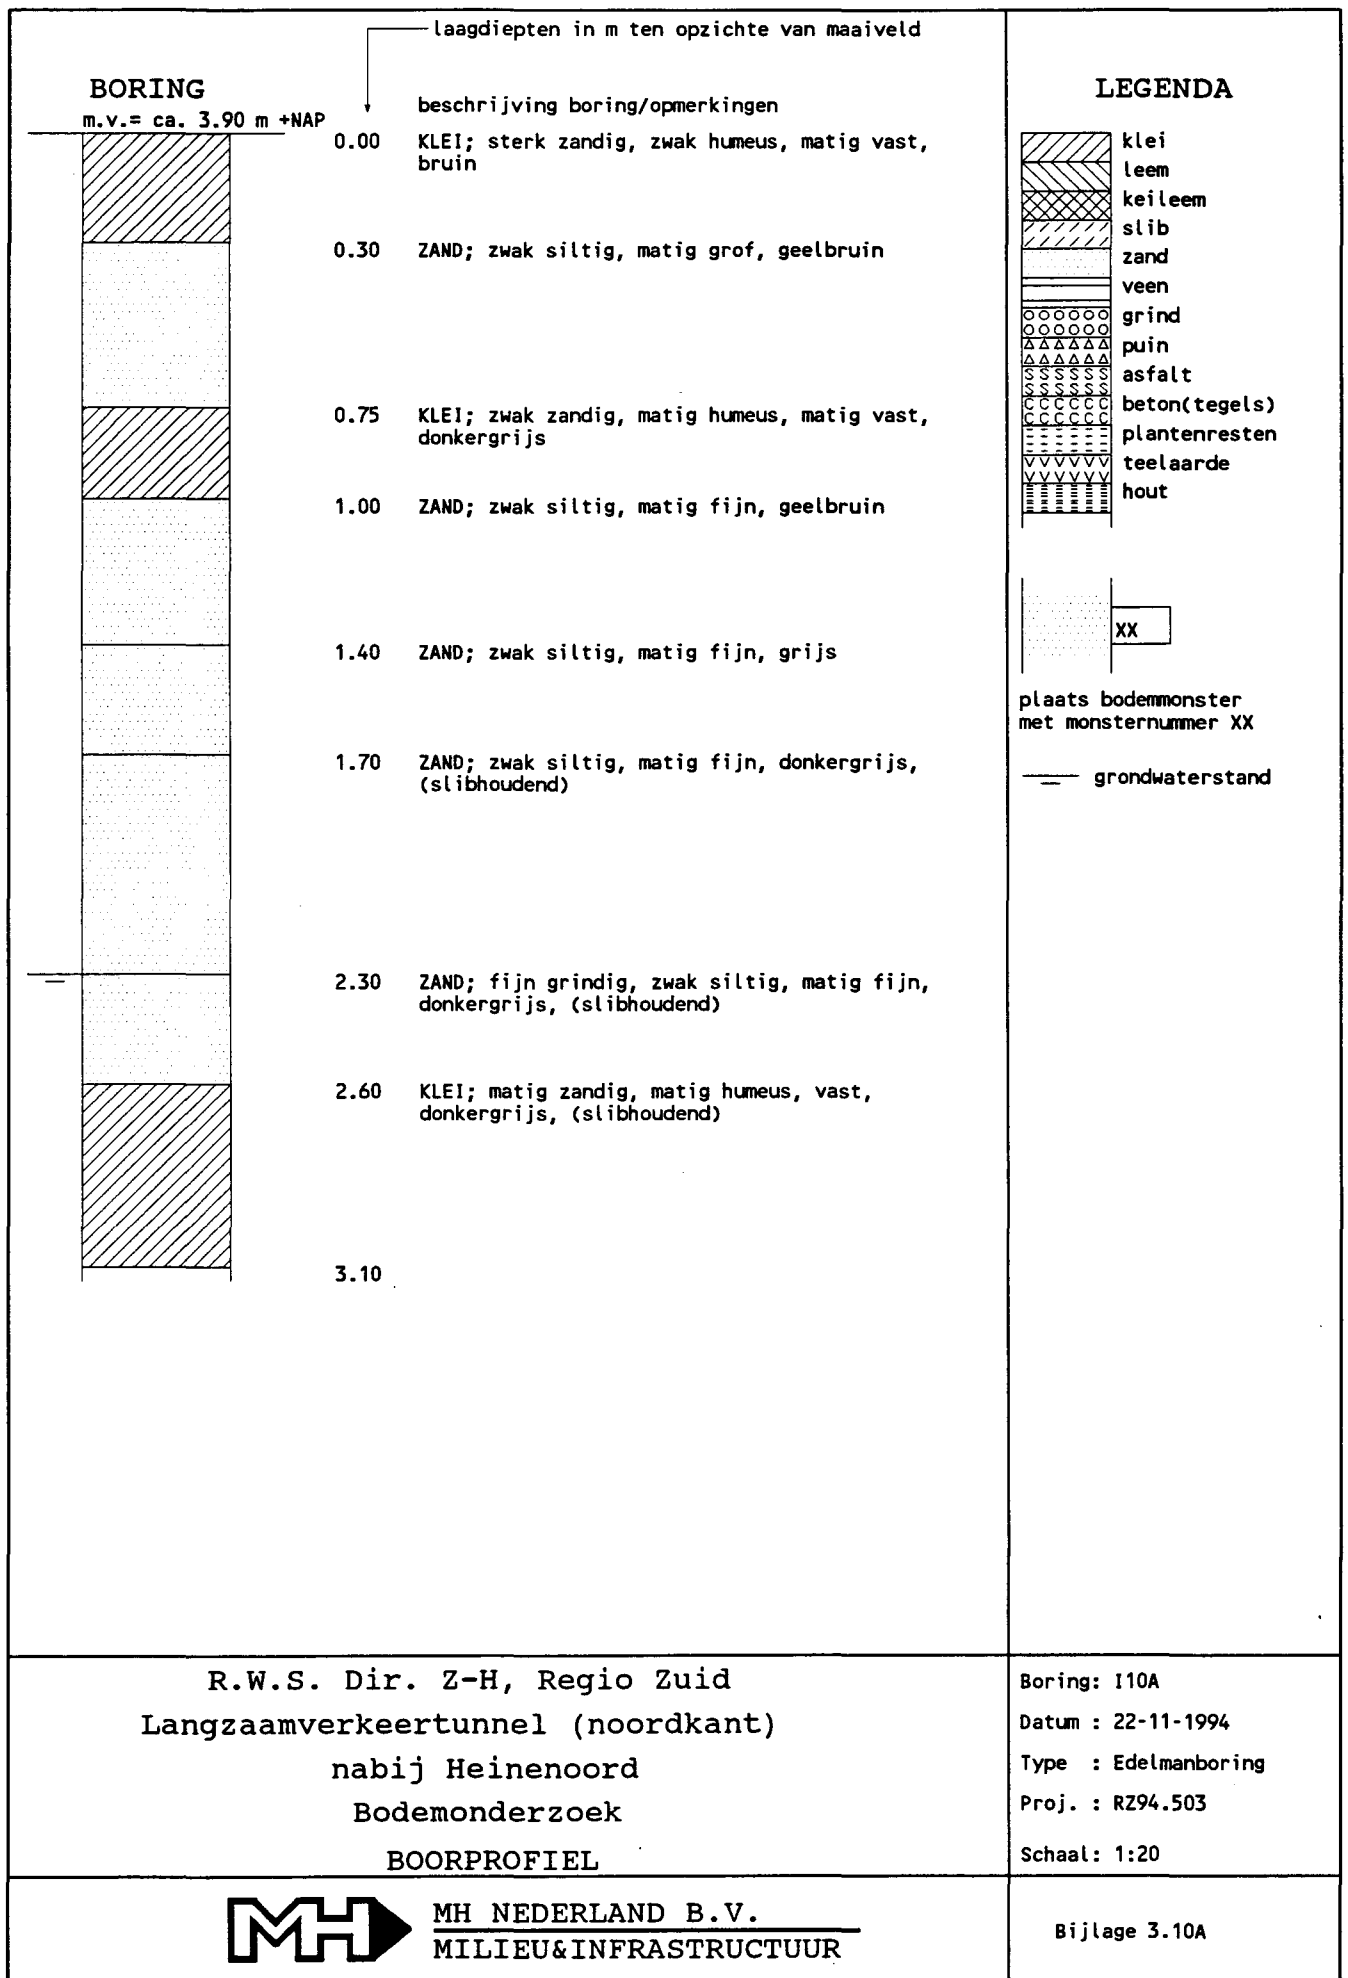 laagdiepten in m ten opzichte van maaiveld
BORING
m.v.= ca. 3.90 m +NAP
beschrijving boring/opmerkingen
0.00 KLEI; sterk zandig, zwak humeus, matig vast,
bruin
0.30 ZAND; zwak siltig, matig grof, geelbruin
0.75 KLEI; zwak zandig, matig humeus, matig vast,
donkergrijs
1.00 ZAND; zwak siltig, matig fijn, geelbruin
1.40 ZAND; zwak siltig, matig fijn, grijs
1.70 ZAND; zwak siltig, matig fijn, donkergrijs,
(slibhoudend)
2.30 ZAND; fijn grindig, zwak siltig, matig fijn,
donkergrijs, (slibhoudend)
2.60 KLEI; matig zandig, matig humeus, vast,
donkergrijs, (slibhoudend)
3.10
LEGENDA
klei
leem
keileem
slib
zand
veen
grind
puin
asfalt
beton(tegels)
plantenresten
teelaarde
hout
XX
plaats bodemmonster
met monsternummer XX
grondwaterstand
R.W.S. Dir. Z-H, Regio Zuid
Langzaamverkeertunnel (noordkant)
nabij Heinenoord
Bodemonderzoek
BOORPROFIEL
Boring: I10A
Datum : 22-11-1994
Type : Edelmanboring
Proj. : RZ94.503
Schaal: 1:20
MH
MH NEDERLAND B.V.
MILIEU&INFRASTRUCTUUR
Bijlage 3.10A